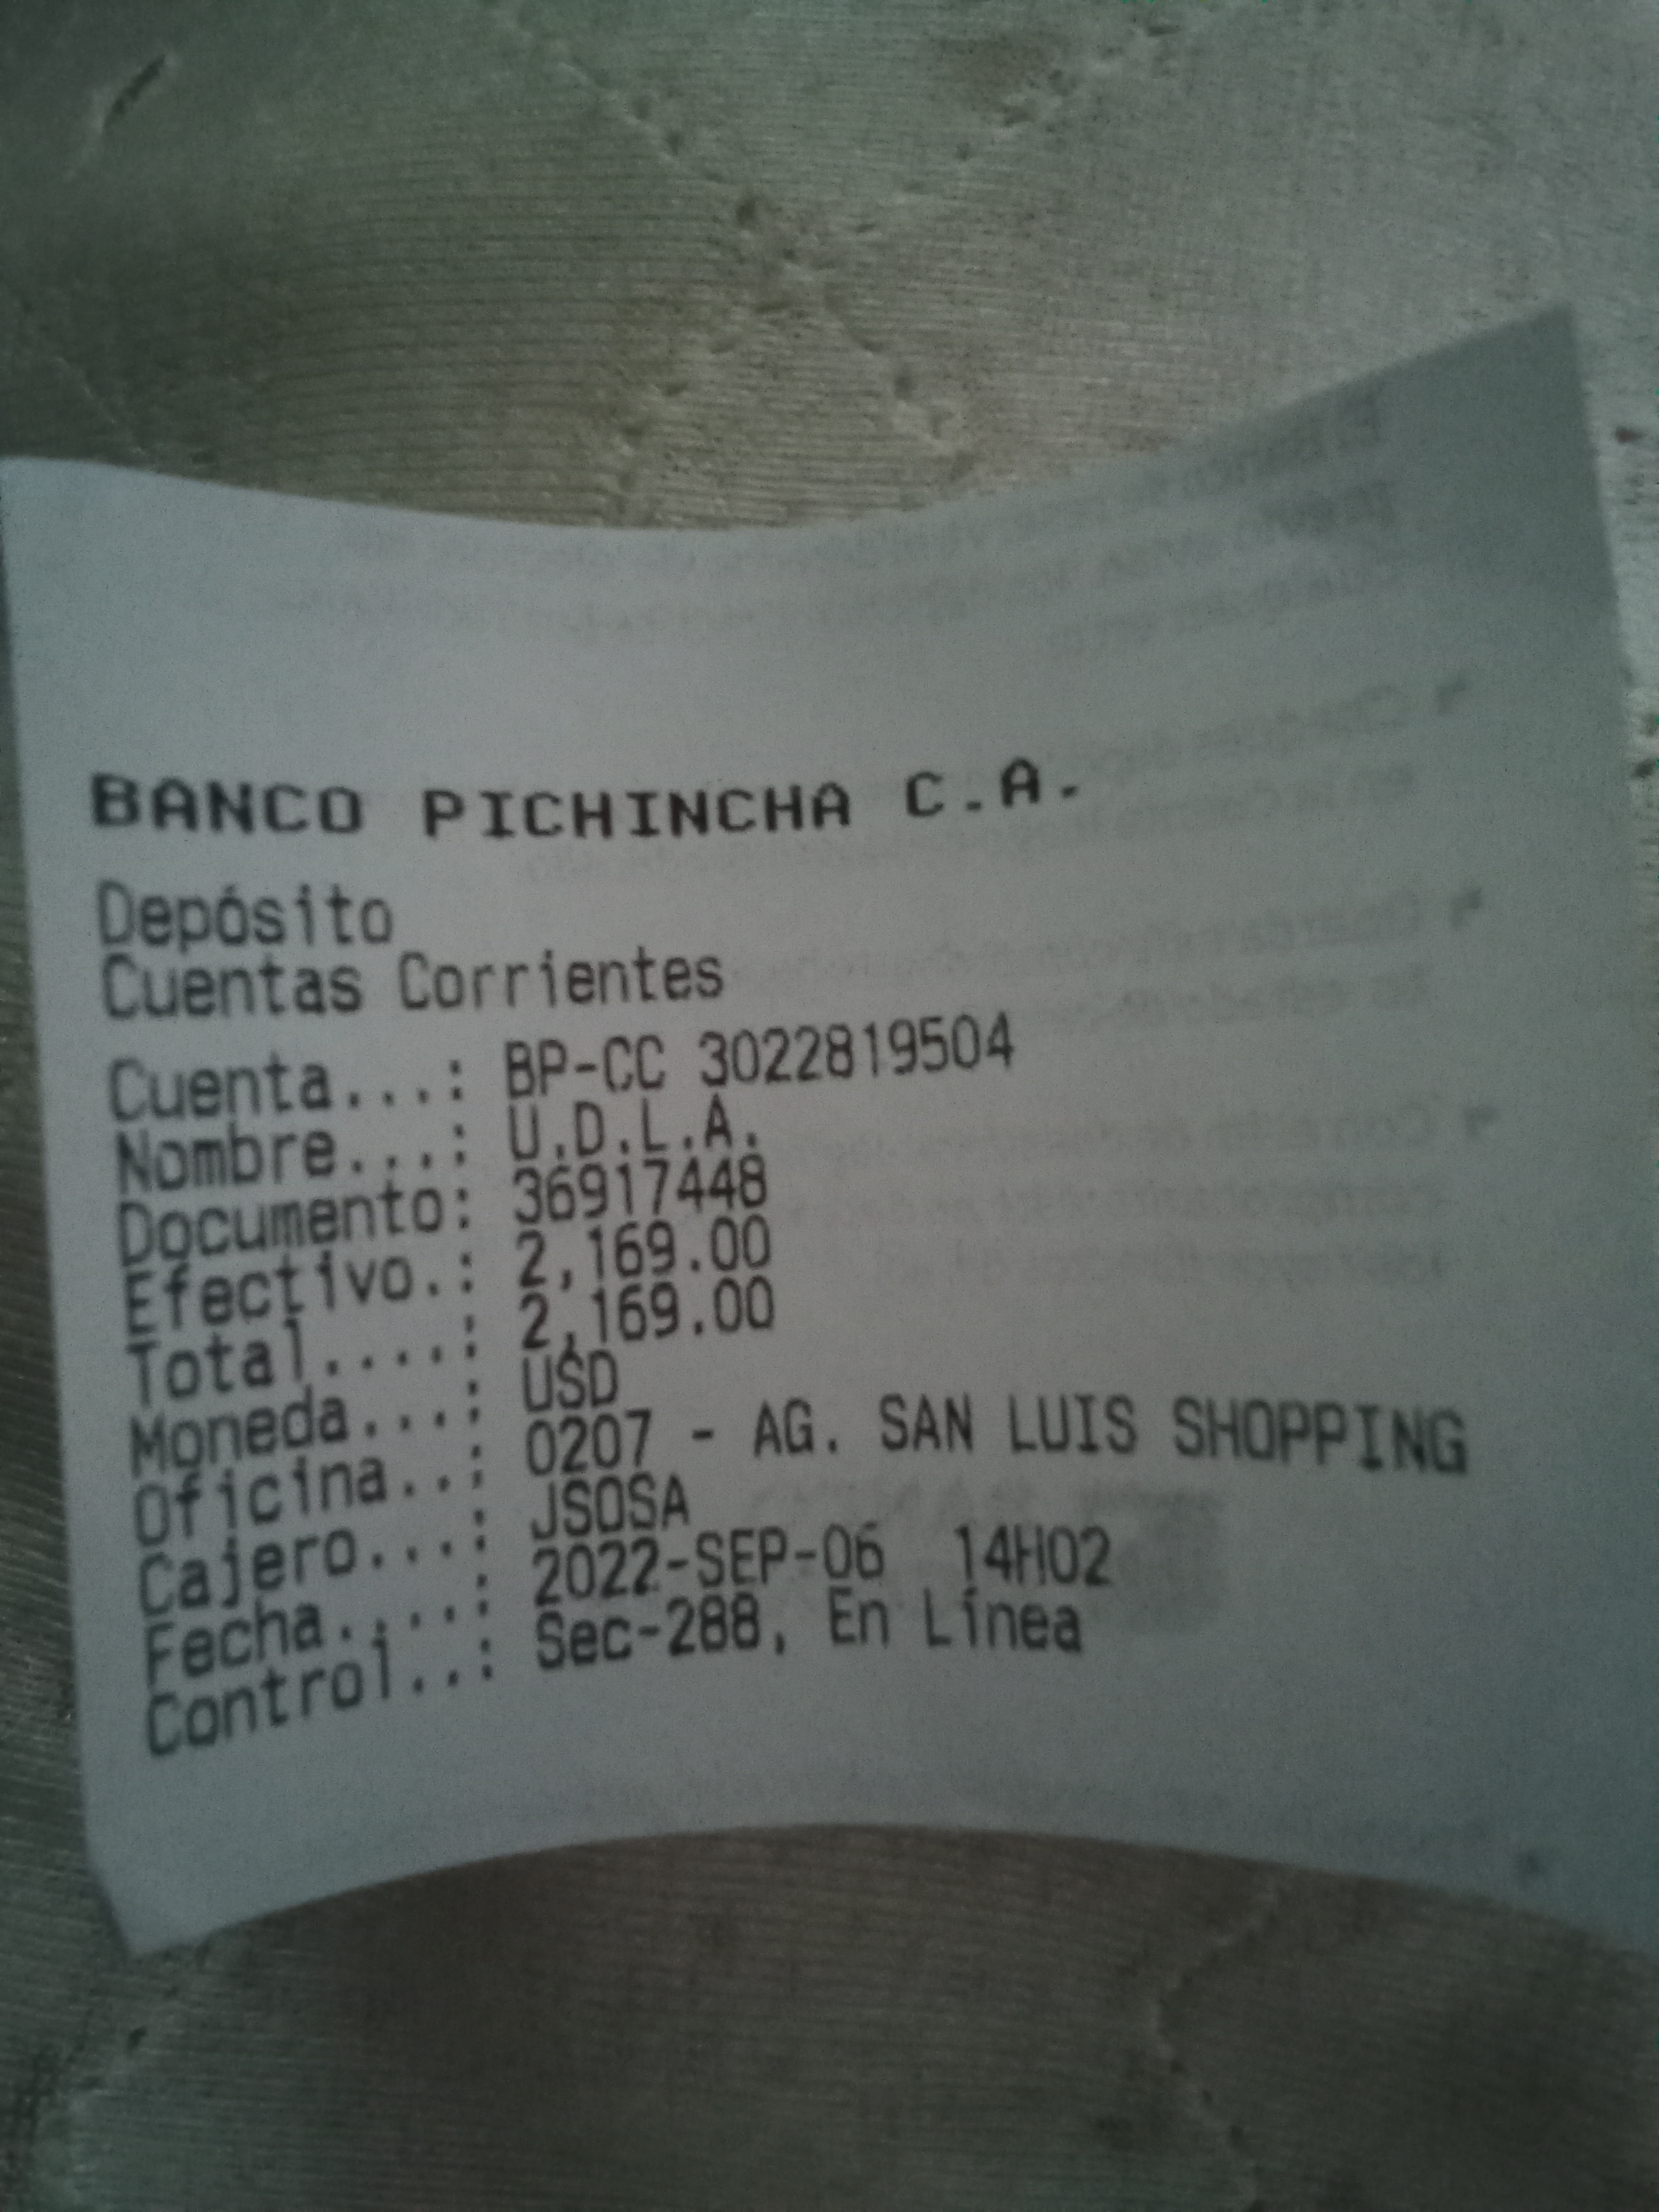 BANCO PICHINCHA C.A.
Depósito
Cuentas Corrientes
Cuenta...: BP-CC 3022819504
Nombre...: U.D.L.A.
Documento: 36917448
Efectivo.: 2,169.00
Total....: 2,169.00
Moneda...: USD
Oficina..: 0207 - AG. SAN LUIS SHOPPING
Cajero...: JSOSA
Fecha....: 2022-SEP-06 14H02
Control..: Sec-288, En Línea